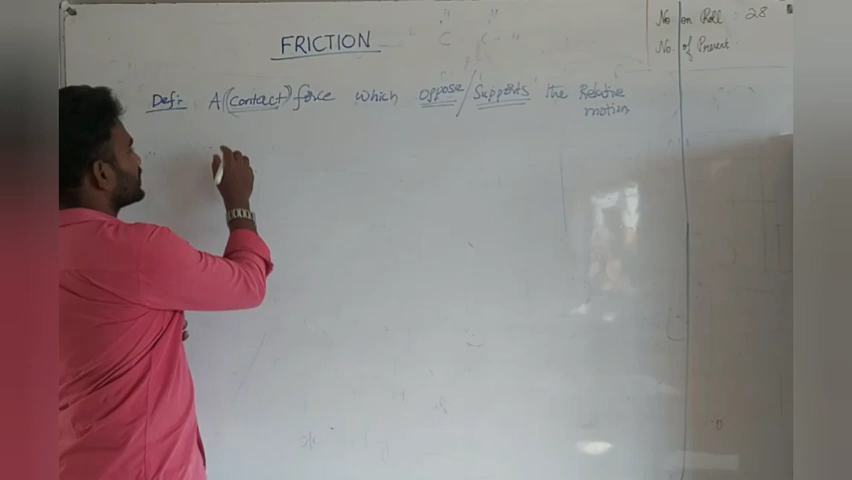 FRICTION
Def: A (contact) force which oppose/supports the Relative
motion
No on Roll : 28
No. of Present